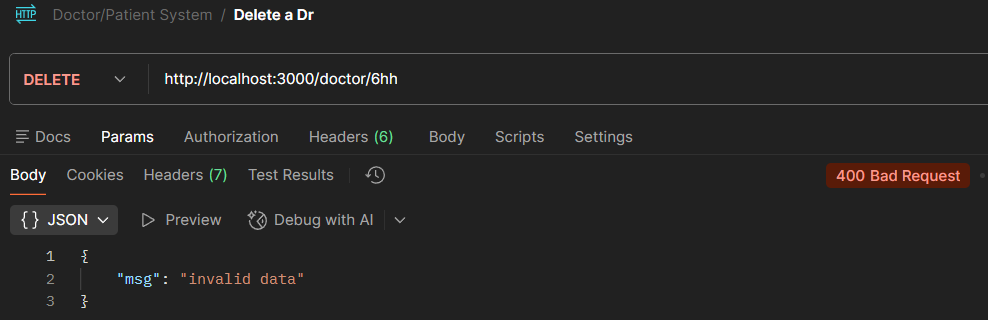 HTTP Doctor/Patient System / Delete a Dr
DELETE http://localhost:3000/doctor/6hh
Docs Params Authorization Headers (6) Body Scripts Settings
Body Cookies Headers (7) Test Results 400 Bad Request
{} JSON Preview Debug with AI
1 {
2 "msg": "invalid data"
3 }